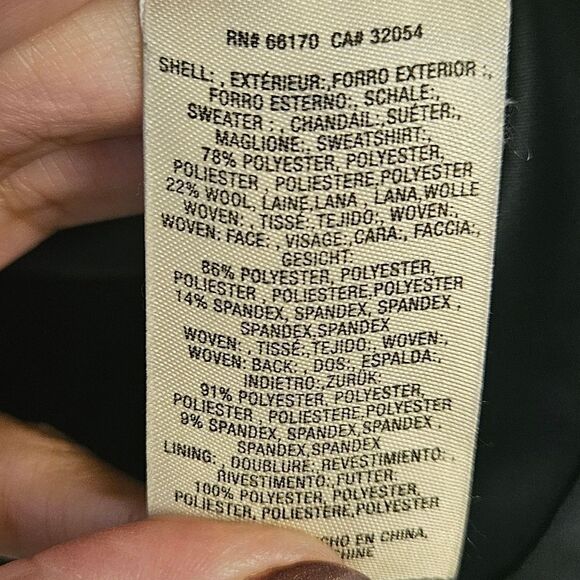 RN# 66170 CA# 32054
SHELL: , EXTÉRIEUR:,FORRO EXTERIOR :,
FORRO ESTERNO:, SCHALE:,
SWEATER : , CHANDAIL: ,SUÉTER:,
MAGLIONE:, SWEATSHIRT:,
78% POLYESTER, POLYESTER,
POLIESTER , POLIESTERE,POLYESTER
22% WOOL, LAINE,LANA , LANA,WOLLE
WOVEN: , TISSÉ:,TEJIDO: , WOVEN:,
WOVEN: FACE: , VISAGE:,CARA:, FACCIA:,
GESICHT:
86% POLYESTER, POLYESTER,
POLIESTER , POLIESTERE,POLYESTER
14% SPANDEX, SPANDEX, SPANDEX ,
SPANDEX,SPANDEX
WOVEN: , TISSÉ:,TEJIDO: , WOVEN:,
WOVEN: BACK: , DOS:, ESPALDA:,
INDIETRO:,ZURÜK:
91% POLYESTER, POLYESTER,
POLIESTER , POLIESTERE,POLYESTER
9% SPANDEX, SPANDEX,SPANDEX ,
SPANDEX,SPANDEX
LINING: , DOUBLURE:,REVESTIMIENTO: ,
RIVESTIMENTO:,FUTTER:
100% POLYESTER, POLYESTER,
POLIESTER, POLIESTERE,POLYESTER
EN CHINA,